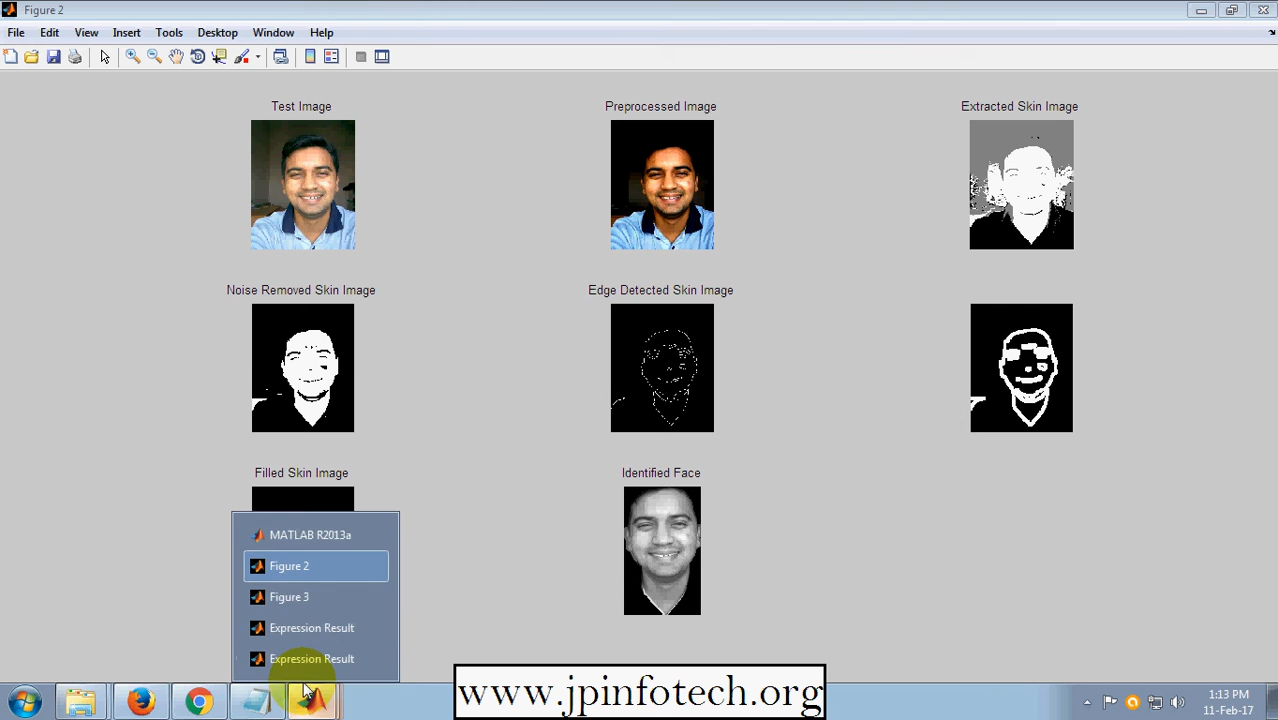 Figure 2
File Edit View Insert Tools Desktop Window Help
Test Image
Preprocessed Image
Extracted Skin Image
Noise Removed Skin Image
Edge Detected Skin Image
Filled Skin Image
Identified Face
MATLAB R2013a
Figure 2
Figure 3
Expression Result
Expression Result
www.jpinfotech.org
1:13 PM
11-Feb-17